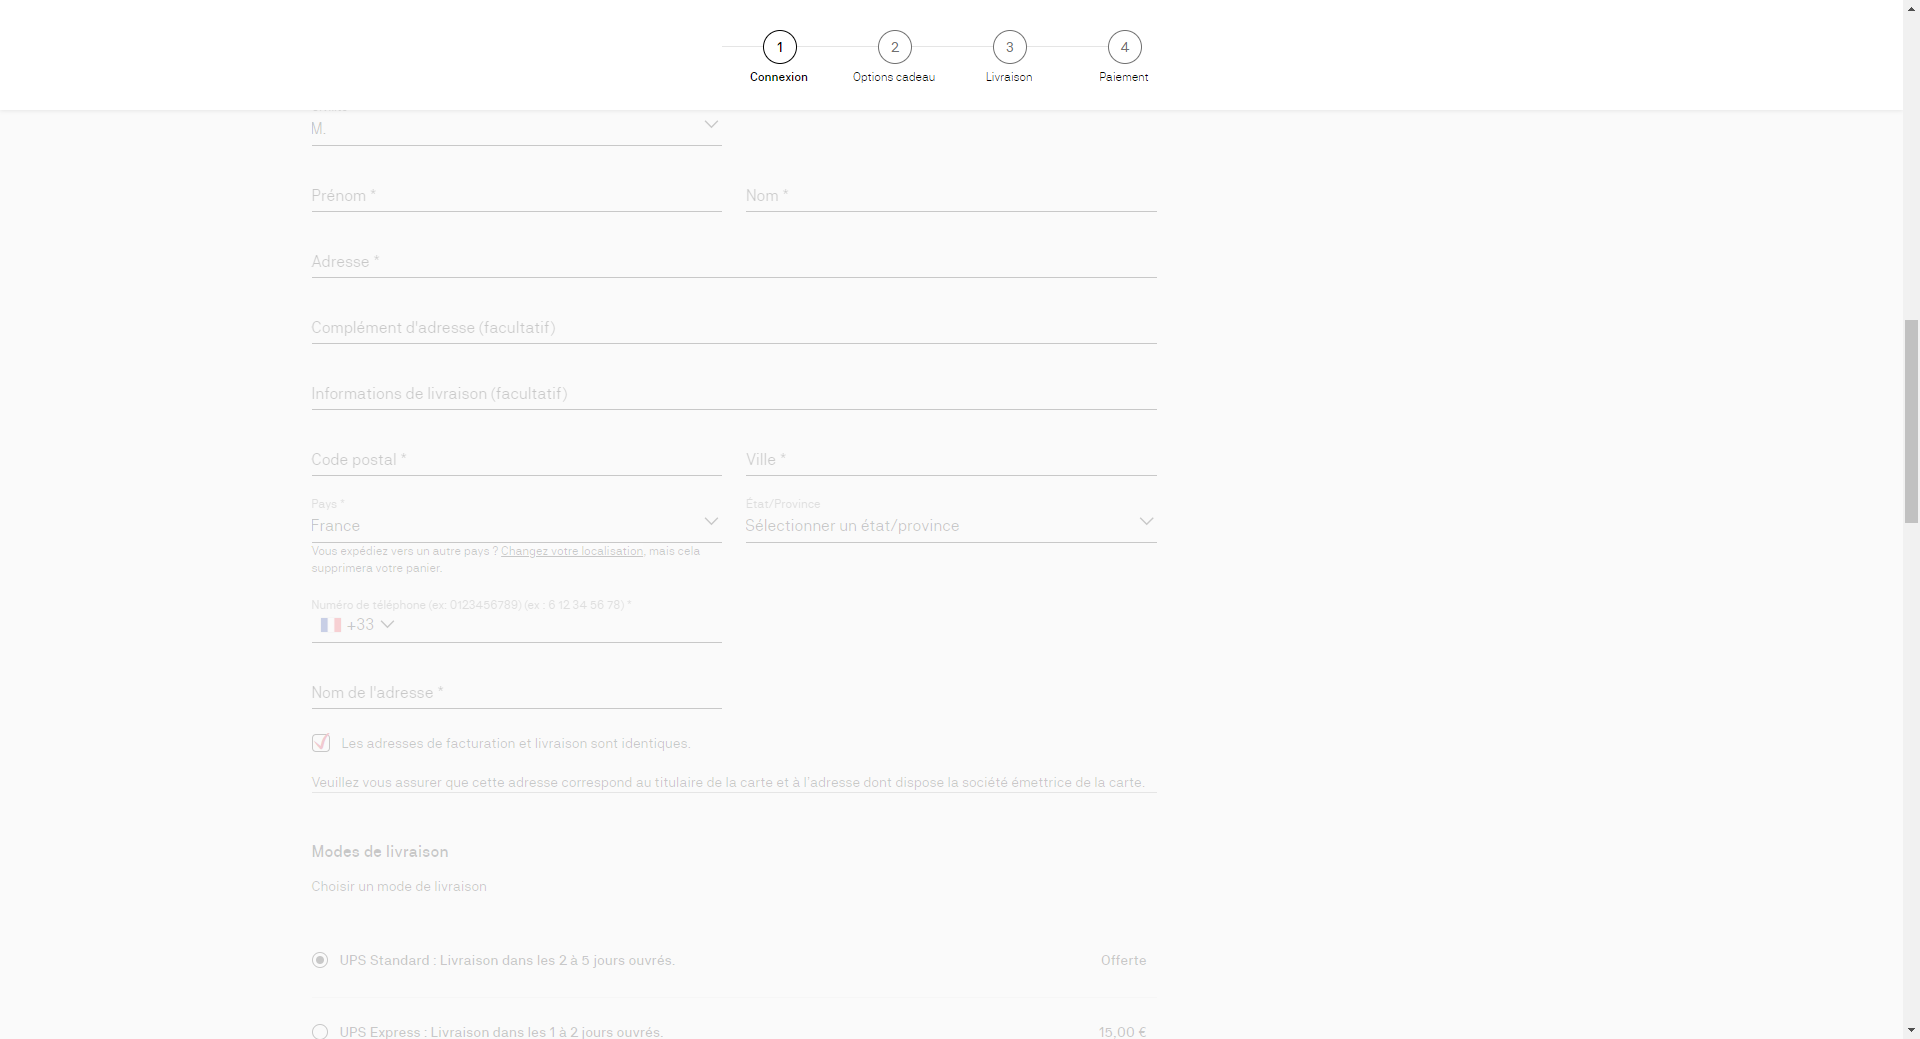 1
2
3
4
Connexion
Options cadeau
Livraison
Paiement
M.
Prénom *
Nom *
Adresse *
Complément d'adresse (facultatif)
Informations de livraison (facultatif)
Code postal *
Ville *
Pays *
État/Province
France
Sélectionner un état/province
Vous expédiez vers un autre pays ? Changez votre localisation, mais cela
supprimera votre panier.
Numéro de téléphone (ex: 0123456789) (ex : 6 12 34 56 78) *
+33
Nom de l'adresse *
Les adresses de facturation et livraison sont identiques.
Veuillez vous assurer que cette adresse correspond au titulaire de la carte et à l'adresse dont dispose la société émettrice de la carte.
Modes de livraison
Choisir un mode de livraison
UPS Standard : Livraison dans les 2 à 5 jours ouvrés.
Offerte
UPS Express : Livraison dans les 1 à 2 jours ouvrés.
15,00 €